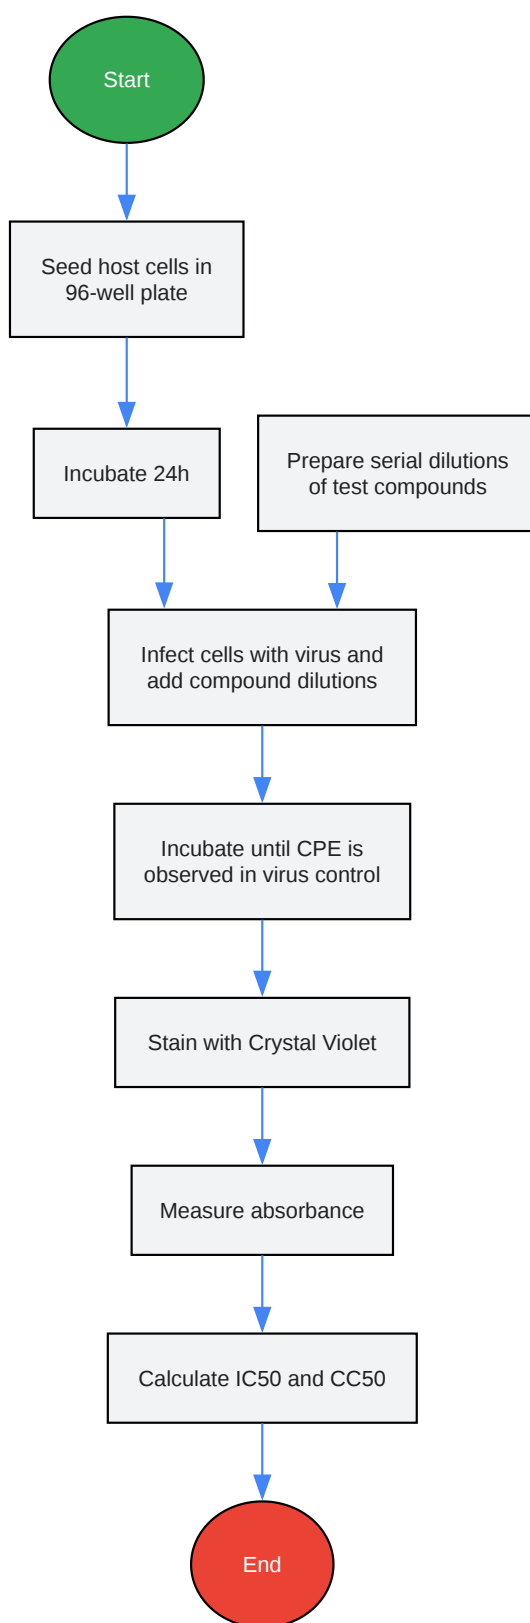 Start
Seed host cells in
96-well plate
Incubate 24h
Prepare serial dilutions
of test compounds
Infect cells with virus and
add compound dilutions
Incubate until CPE is
observed in virus control
Stain with Crystal Violet
Measure absorbance
Calculate IC50 and CC50
End